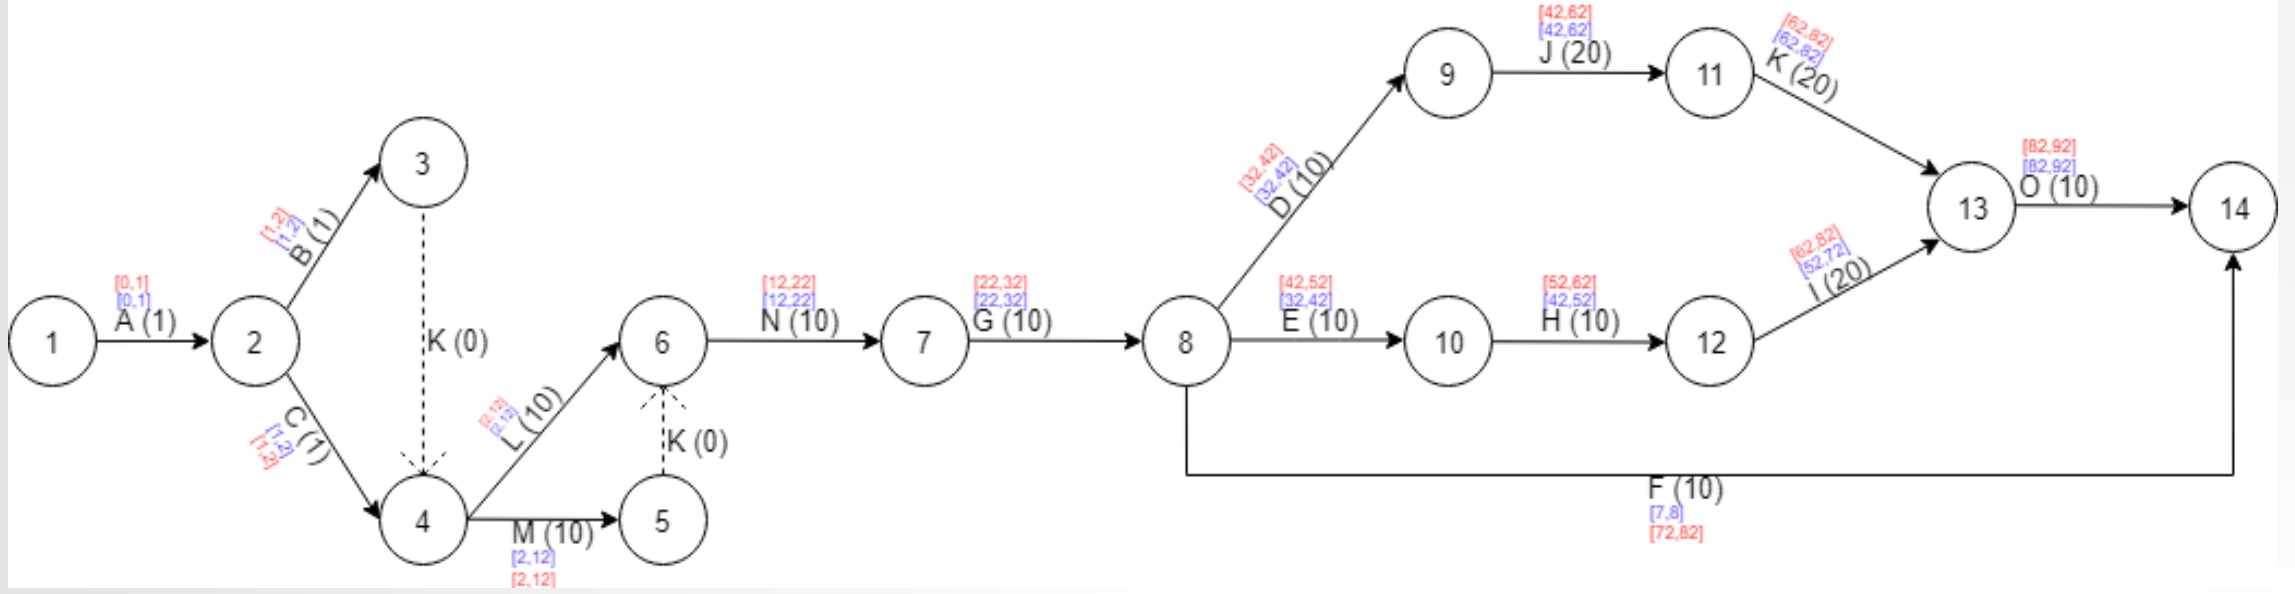 [42,62]
[42,62]
J (20)
[62,82]
[62,82]
K (20)
9
11
3
[32,42]
[32,42]
D (10)
[82,92]
[82,92]
O (10)
13
14
[1,2]
[1,2]
B (1)
[0,1]
[0,1]
A (1)
1
2
K (0)
C (1)
[1,2]
[1,2]
[2,12]
[2,12]
L (10)
6
[12,22]
[12,22]
N (10)
7
[22,32]
[22,32]
G (10)
8
[42,52]
[32,42]
E (10)
10
[52,62]
[42,52]
H (10)
12
[62,82]
[52,72]
I (20)
K (0)
4
M (10)
[2,12]
[2,12]
5
F (10)
[7,8]
[72,82]